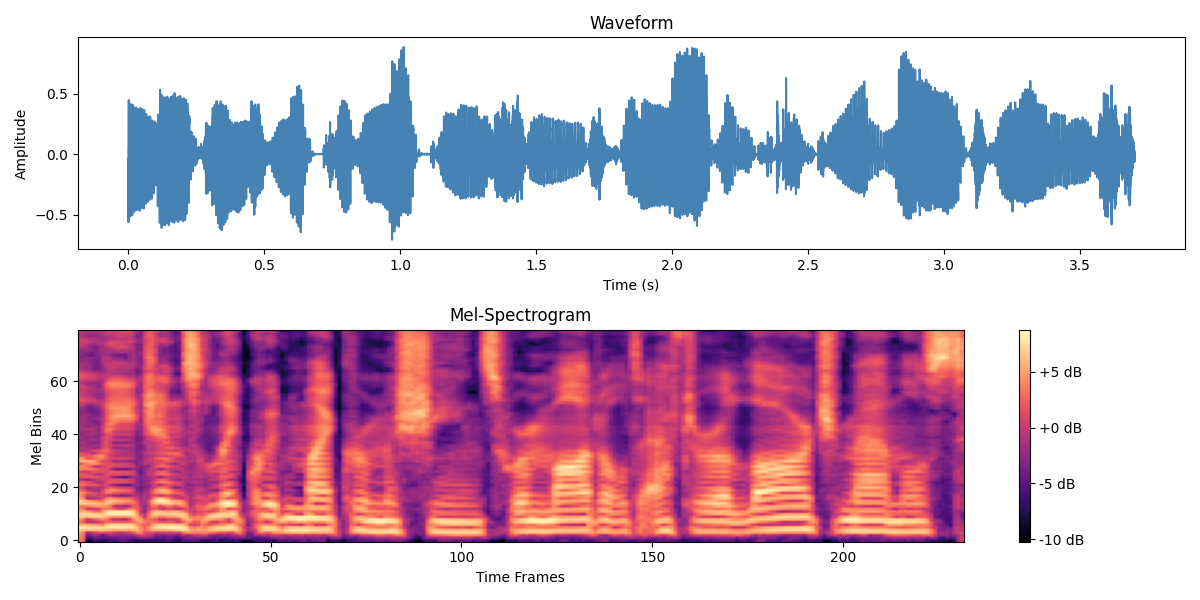 Waveform
Amplitude
0.5
0.0
−0.5
0.0 0.5 1.0 1.5 2.0 2.5 3.0 3.5
Time (s)
Mel-Spectrogram
Mel Bins
60
40
20
0
0 50 100 150 200
Time Frames
+5 dB
+0 dB
-5 dB
-10 dB